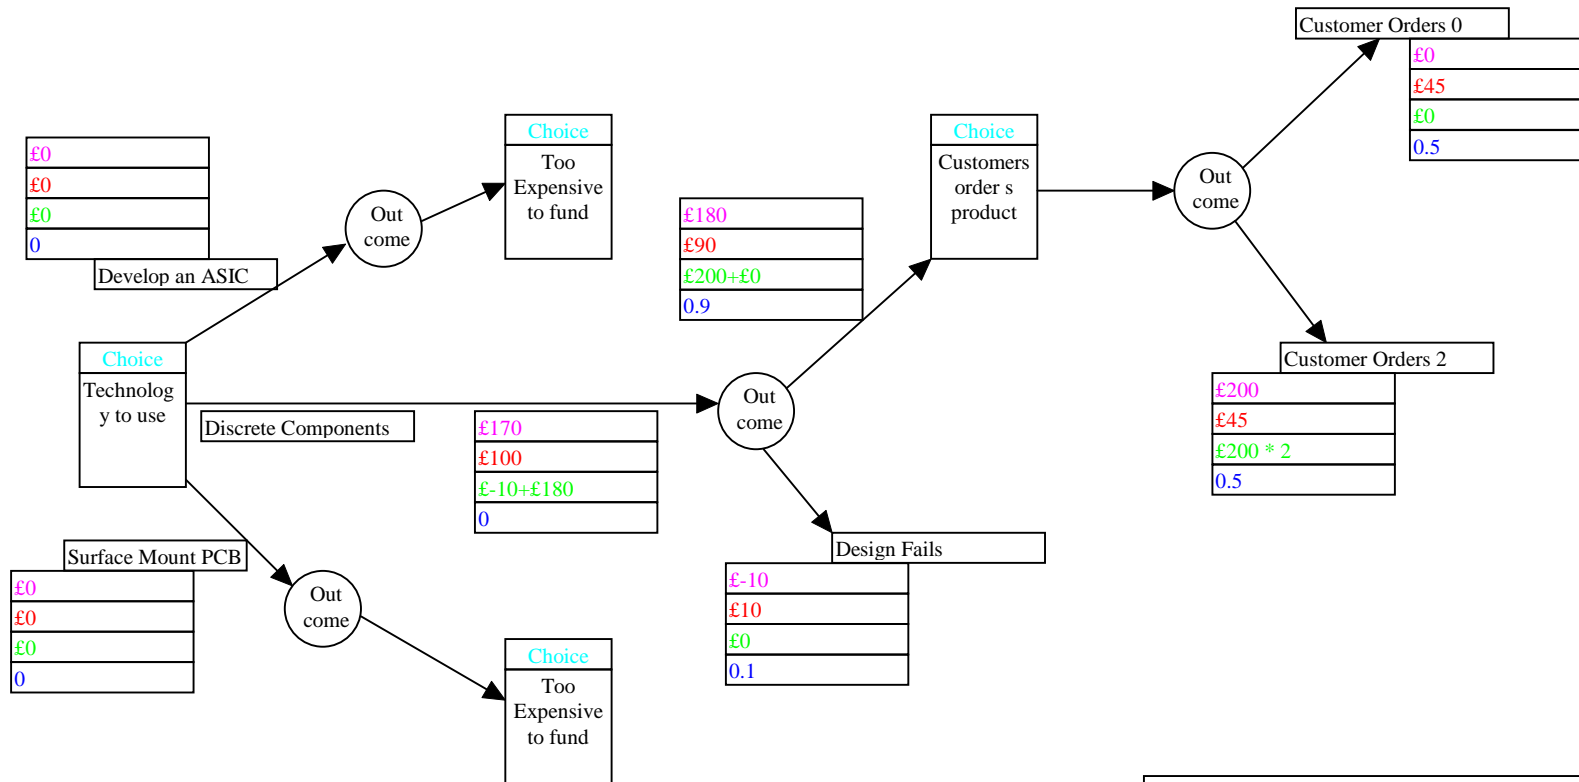 Customer Orders 0
£0
£45
£0
0.5
£0
£0
£0
0
Develop an ASIC
Out
come
Choice
Too
Expensive
to fund
£180
£90
£200+£0
0.9
Choice
Customers
order s
product
Out
come
Choice
Technolog
y to use
Discrete Components
£170
£100
£-10+£180
0
Out
come
Customer Orders 2
£200
£45
£200 * 2
0.5
Surface Mount PCB
£0
£0
£0
0
Out
come
Choice
Too
Expensive
to fund
Design Fails
£-10
£10
£0
0.1